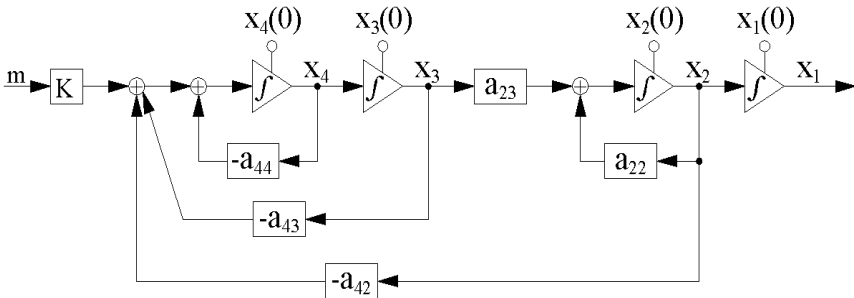 x₄(0) x₃(0) x₂(0) x₁(0)
m K ∫ x₄ ∫ x₃ a₂₃ ∫ x₂ ∫ x₁
-a₄₄ a₂₂
-a₄₃
-a₄₂